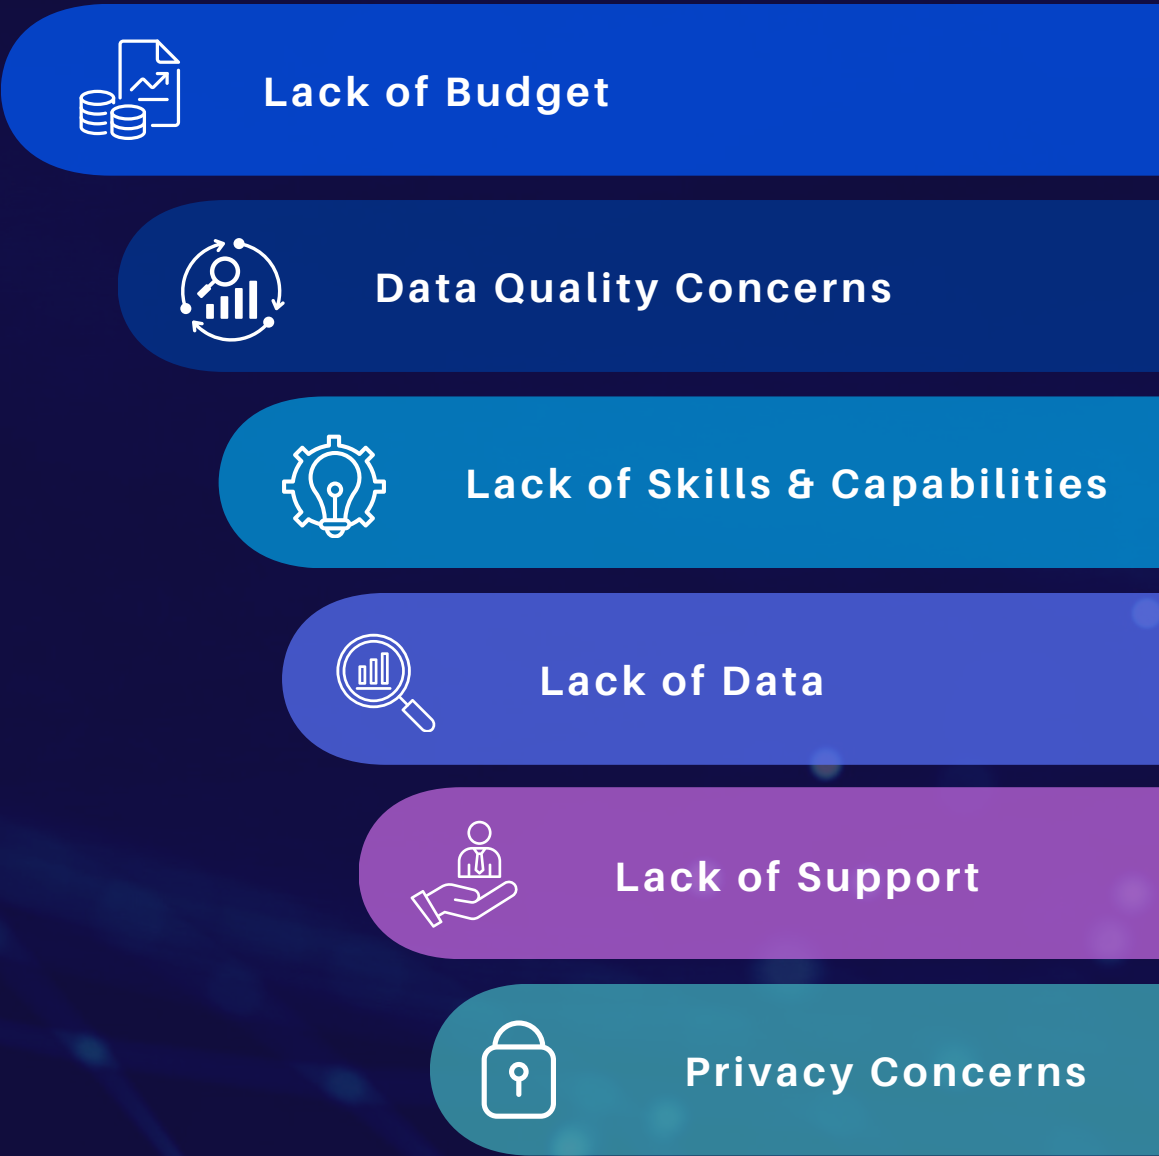 Lack of Budget
Data Quality Concerns
Lack of Skills & Capabilities
Lack of Data
Lack of Support
Privacy Concerns